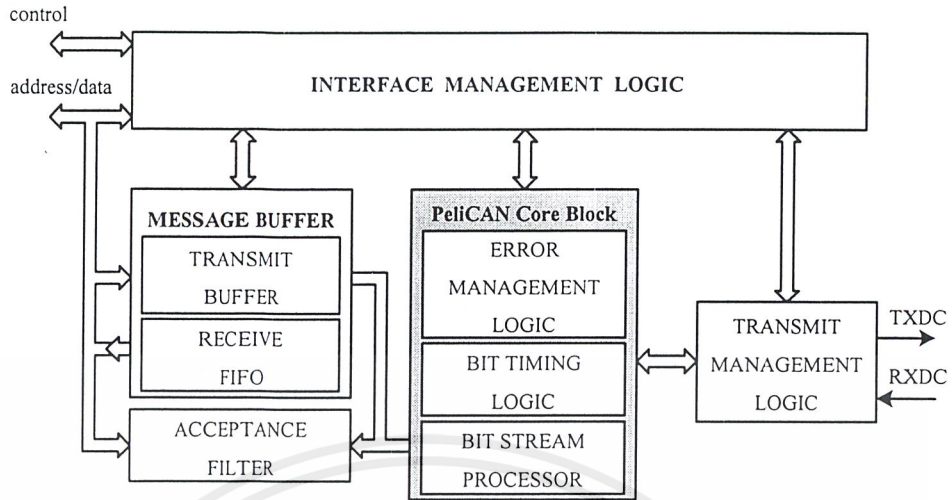 control
address/data
INTERFACE MANAGEMENT LOGIC
MESSAGE BUFFER
TRANSMIT
BUFFER
RECEIVE
FIFO
ACCEPTANCE
FILTER
PeliCAN Core Block
ERROR
MANAGEMENT
LOGIC
BIT TIMING
LOGIC
BIT STREAM
PROCESSOR
TRANSMIT
MANAGEMENT
LOGIC
TXDC
RXDC